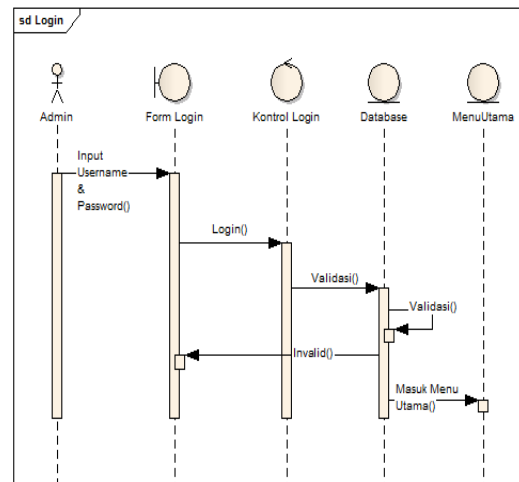 sd Login
Admin
Form Login
Kontrol Login
Database
MenuUtama
Input
Username
&
Password()
Login()
Validasi()
Validasi()
Invalid()
Masuk Menu
Utama()